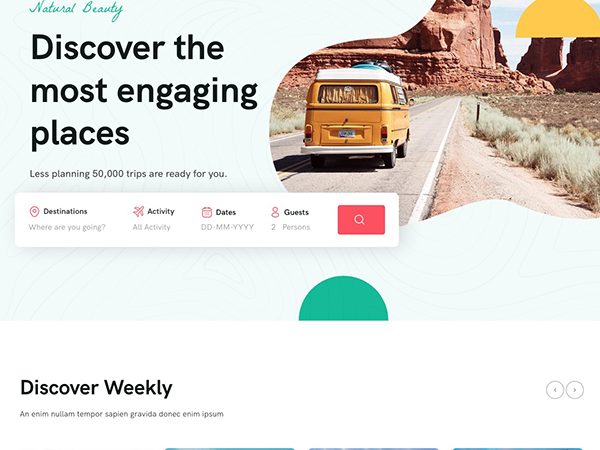 Natural Beauty
Discover the
most engaging
places
Less planning 50,000 trips are ready for you.
Destinations
Where are you going?
Activity
All Activity
Dates
DD-MM-YYYY
Guests
2 Persons
Discover Weekly
An enim nullam tempor sapien gravida donec enim ipsum